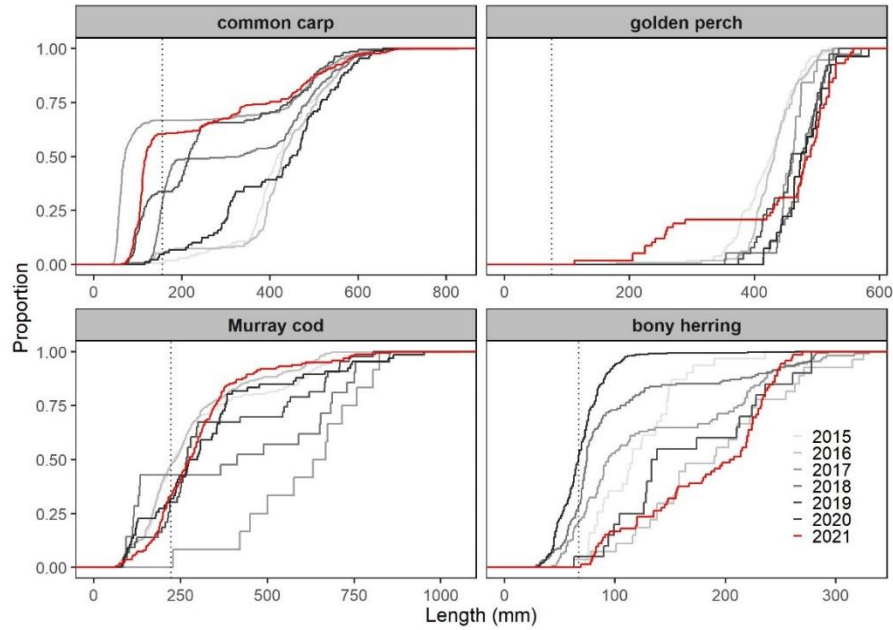 common carp
golden perch
1.00
0.75
0.50
0.25
0.00
0 200 400 600 800
0 200 400 600
Murray cod
bony herring
1.00
0.75
0.50
0.25
0.00
0 250 500 750 1000
0 100 200 300
Proportion
Length (mm)
2015
2016
2017
2018
2019
2020
2021